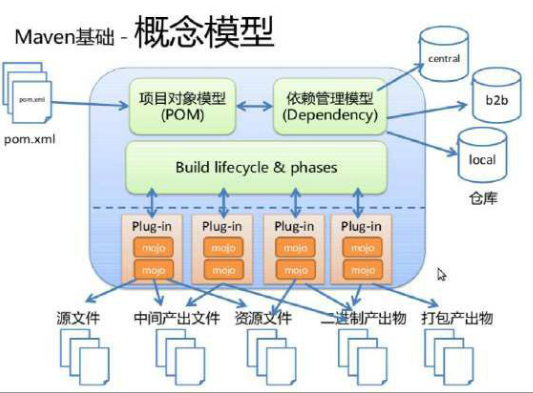 Maven基础 - 概念模型
pom.xml
pom.xml
项目对象模型
(POM)
依赖管理模型
(Dependency)
central
b2b
local
仓库
Build lifecycle & phases
Plug-in
mojo
mojo
Plug-in
mojo
mojo
Plug-in
mojo
mojo
Plug-in
mojo
mojo
源文件
中间产出文件
资源文件
二进制产出物
打包产出物